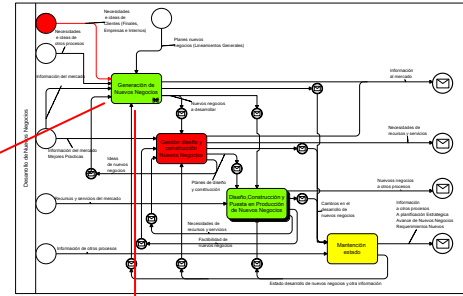 Desarrollo de Nuevos Negocios
Necesidades
e ideas de
Clientes (Finales,
Empresas e Internos)
Necesidades
e ideas de
otros procesos
Planes nuevos
negocios (Lineamientos Generales)
Información del mercado
Generación de
Nuevos Negocios
Información
al mercado
Nuevos negocios
a desarrollar
Necesidades de
recursos y servicios
Gestión diseño y
construcción
Nuevos Negocios
Información del mercado
Mejores Prácticas
Ideas
de nuevos
negocios
Planes de diseño
y construcción
Nuevos negocios
a otros procesos
Diseño,Construcción y
Puesta en Producción
de Nuevos Negocios
Recursos y servicios del mercado
Cambios en el
desarrollo de
nuevos negocios
Información
a otros procesos
A planificación Estratégica
Avance de Nuevos Negocios
Requerimientos Nuevos
Necesidades de
recursos y servicios
Factibilidad de
nuevos negocios
Mantención
estado
Información de otros procesos
Estado desarrollo de nuevos negocios y otra información